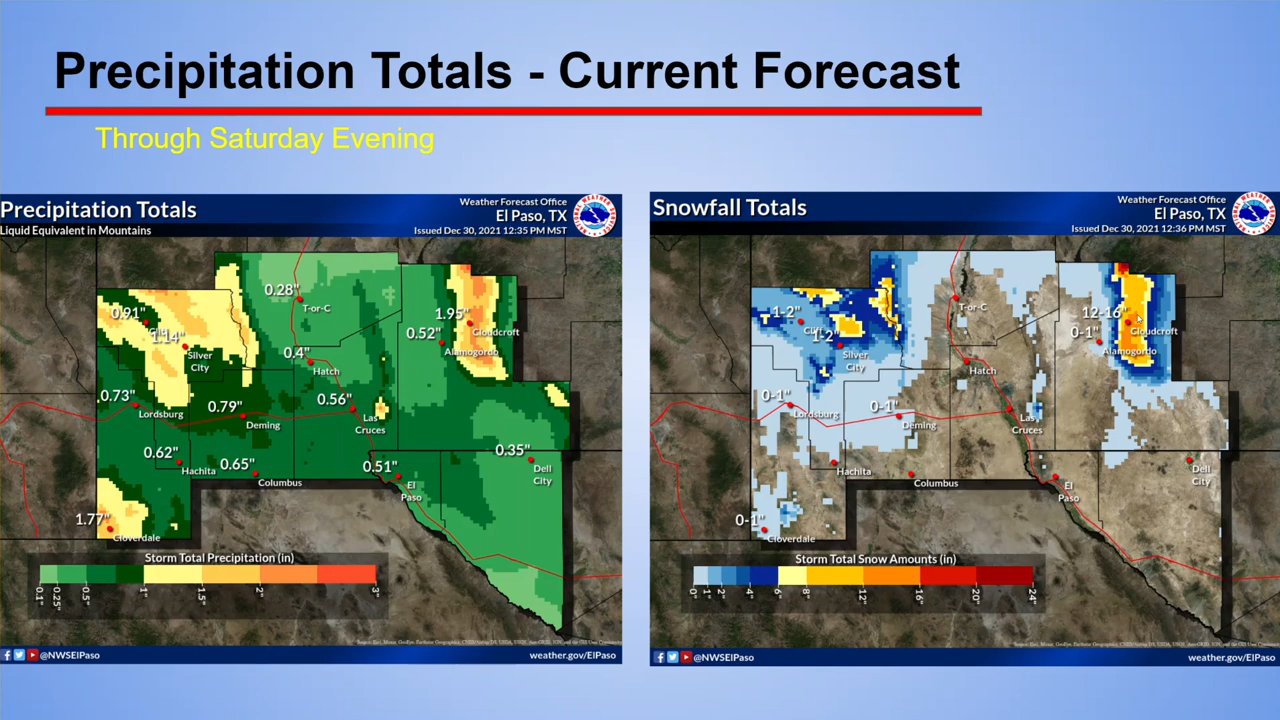 Precipitation Totals - Current Forecast
Through Saturday Evening
Precipitation Totals
Liquid Equivalent in Mountains
Weather Forecast Office
El Paso, TX
Issued Dec 30, 2021 12:35 PM MST
0.28"
T-or-C
0.91"
1.14"
Silver
City
1.95"
Cloudcroft
0.52"
Alamogordo
0.4"
Hatch
0.73"
Lordsburg
0.79"
Deming
0.56"
Las
Cruces
0.62"
Hachita
0.65"
Columbus
0.51"
El
Paso
0.35"
Dell
City
1.77"
Cloverdale
Storm Total Precipitation (in)
0.1" 0.25" 0.5" 1" 1.5" 2" 3"
@NWSElPaso
weather.gov/ElPaso
Snowfall Totals
Weather Forecast Office
El Paso, TX
Issued Dec 30, 2021 12:36 PM MST
T-or-C
1-2"
Cliff
1-2"
Silver
City
12-16"
Cloudcroft
0-1"
Alamogordo
Hatch
0-1"
Lordsburg
0-1"
Deming
Las
Cruces
Hachita
Columbus
El
Paso
Dell
City
0-1"
Cloverdale
Storm Total Snow Amounts (in)
0" 1" 2" 4" 6" 8" 12" 16" 20" 24"
@NWSElPaso
weather.gov/ElPaso